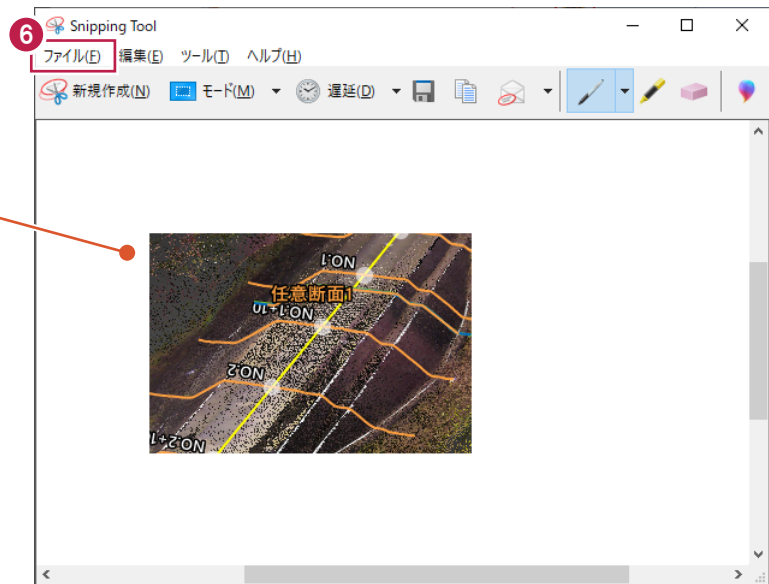 6
Snipping Tool
ファイル(F) 編集(E) ツール(T) ヘルプ(H)
新規作成(N) モード(M) 遅延(D)
NO.1
任意断面1
NO.1+10
NO.2
NO.2+1